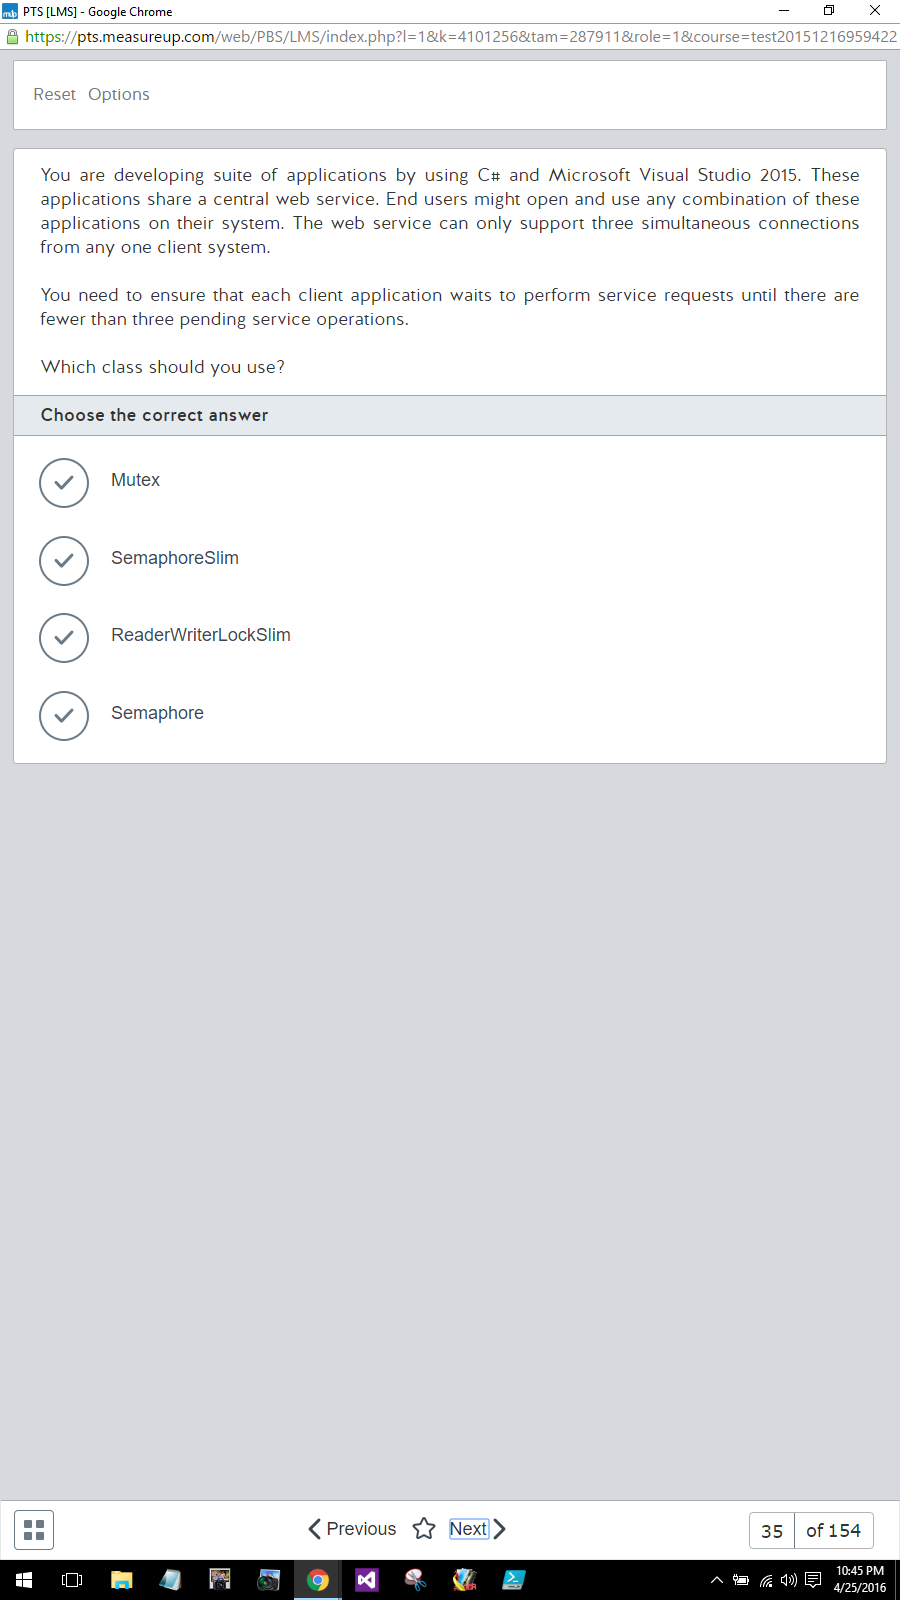 PTS [LMS] - Google Chrome
https://pts.measureup.com/web/PBS/LMS/index.php?l=1&k=4101256&tam=287911&role=1&course=test20151216959422
Reset Options
You are developing suite of applications by using C# and Microsoft Visual Studio 2015. These
applications share a central web service. End users might open and use any combination of these
applications on their system. The web service can only support three simultaneous connections
from any one client system.
You need to ensure that each client application waits to perform service requests until there are
fewer than three pending service operations.
Which class should you use?
Choose the correct answer
Mutex
SemaphoreSlim
ReaderWriterLockSlim
Semaphore
Previous Next 35 of 154
10:45 PM
4/25/2016